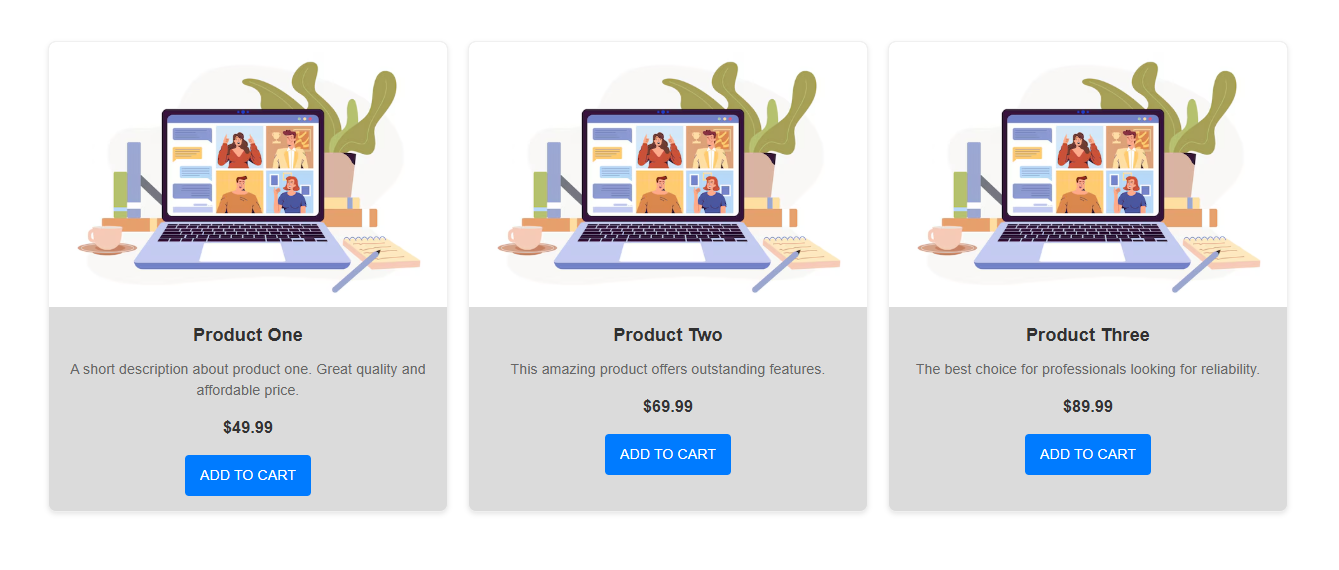 Product One
A short description about product one. Great quality and
affordable price.
$49.99
ADD TO CART
Product Two
This amazing product offers outstanding features.
$69.99
ADD TO CART
Product Three
The best choice for professionals looking for reliability.
$89.99
ADD TO CART